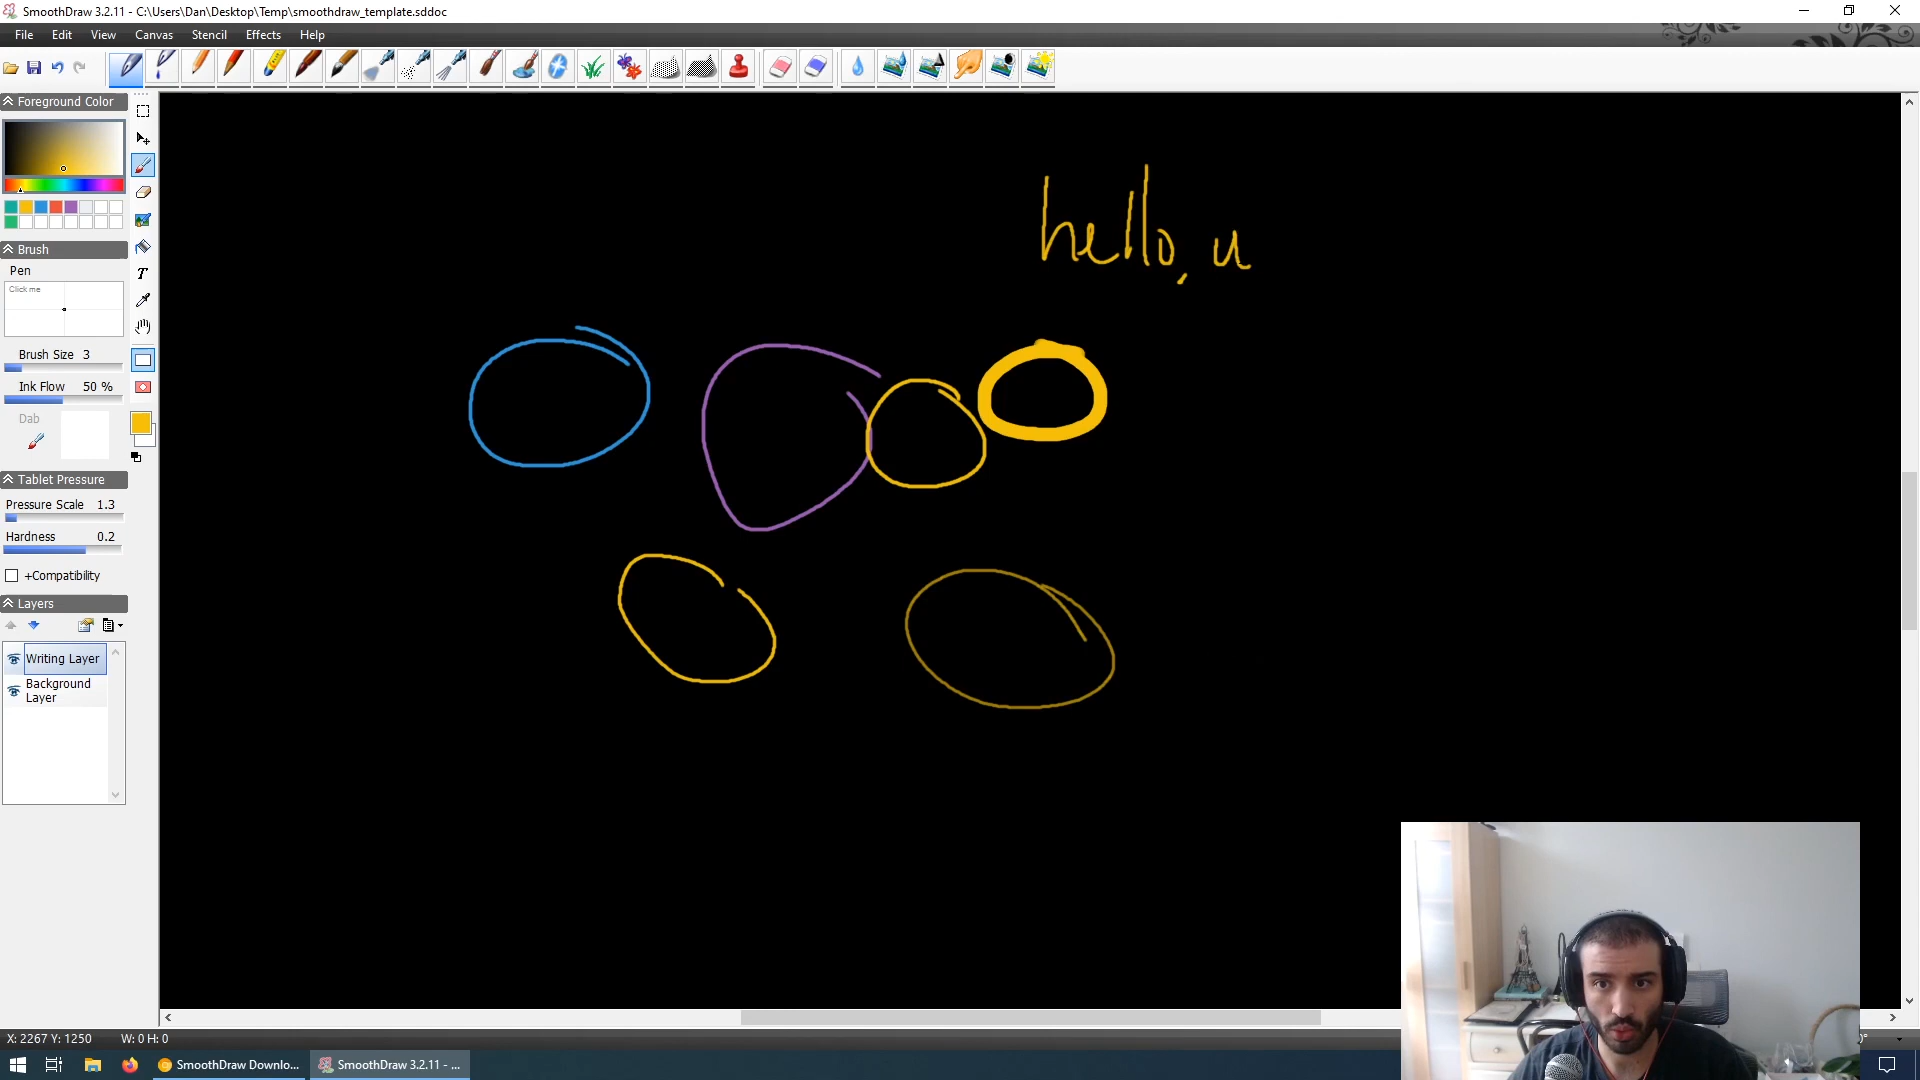 SmoothDraw 3.2.11 - C:\Users\Dan\Desktop\Temp\smoothdraw_template.sddoc
File Edit View Canvas Stencil Effects Help
Foreground Color
Brush
Pen
Click me
Brush Size 3
Ink Flow 50 %
Dab
Tablet Pressure
Pressure Scale 1.3
Hardness 0.2
+Compatibility
Layers
Writing Layer
Background
Layer
T
hello, u
X: 2267 Y: 1250 W: 0 H: 0
SmoothDraw Downlo... SmoothDraw 3.2.11 - ...